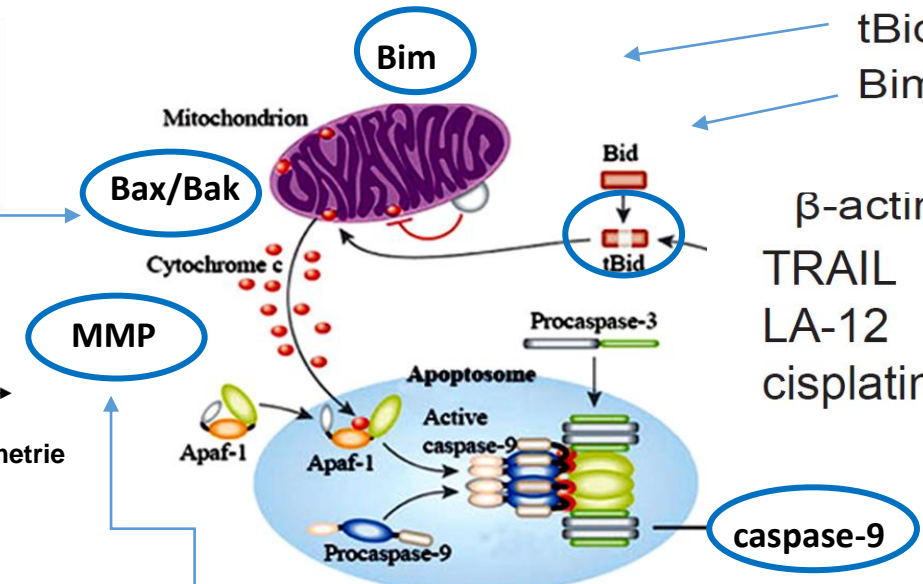 Bim
tBid
Bim
Mitochondrion
Bid
Bax/Bak
β-actin
tBid
Cytochrome c
TRAIL
LA-12
cisplatin
Procaspase-3
MMP
Apoptosome
Active
caspase-9
metrie
Apaf-1
Apaf-1
Procaspase-9
caspase-9